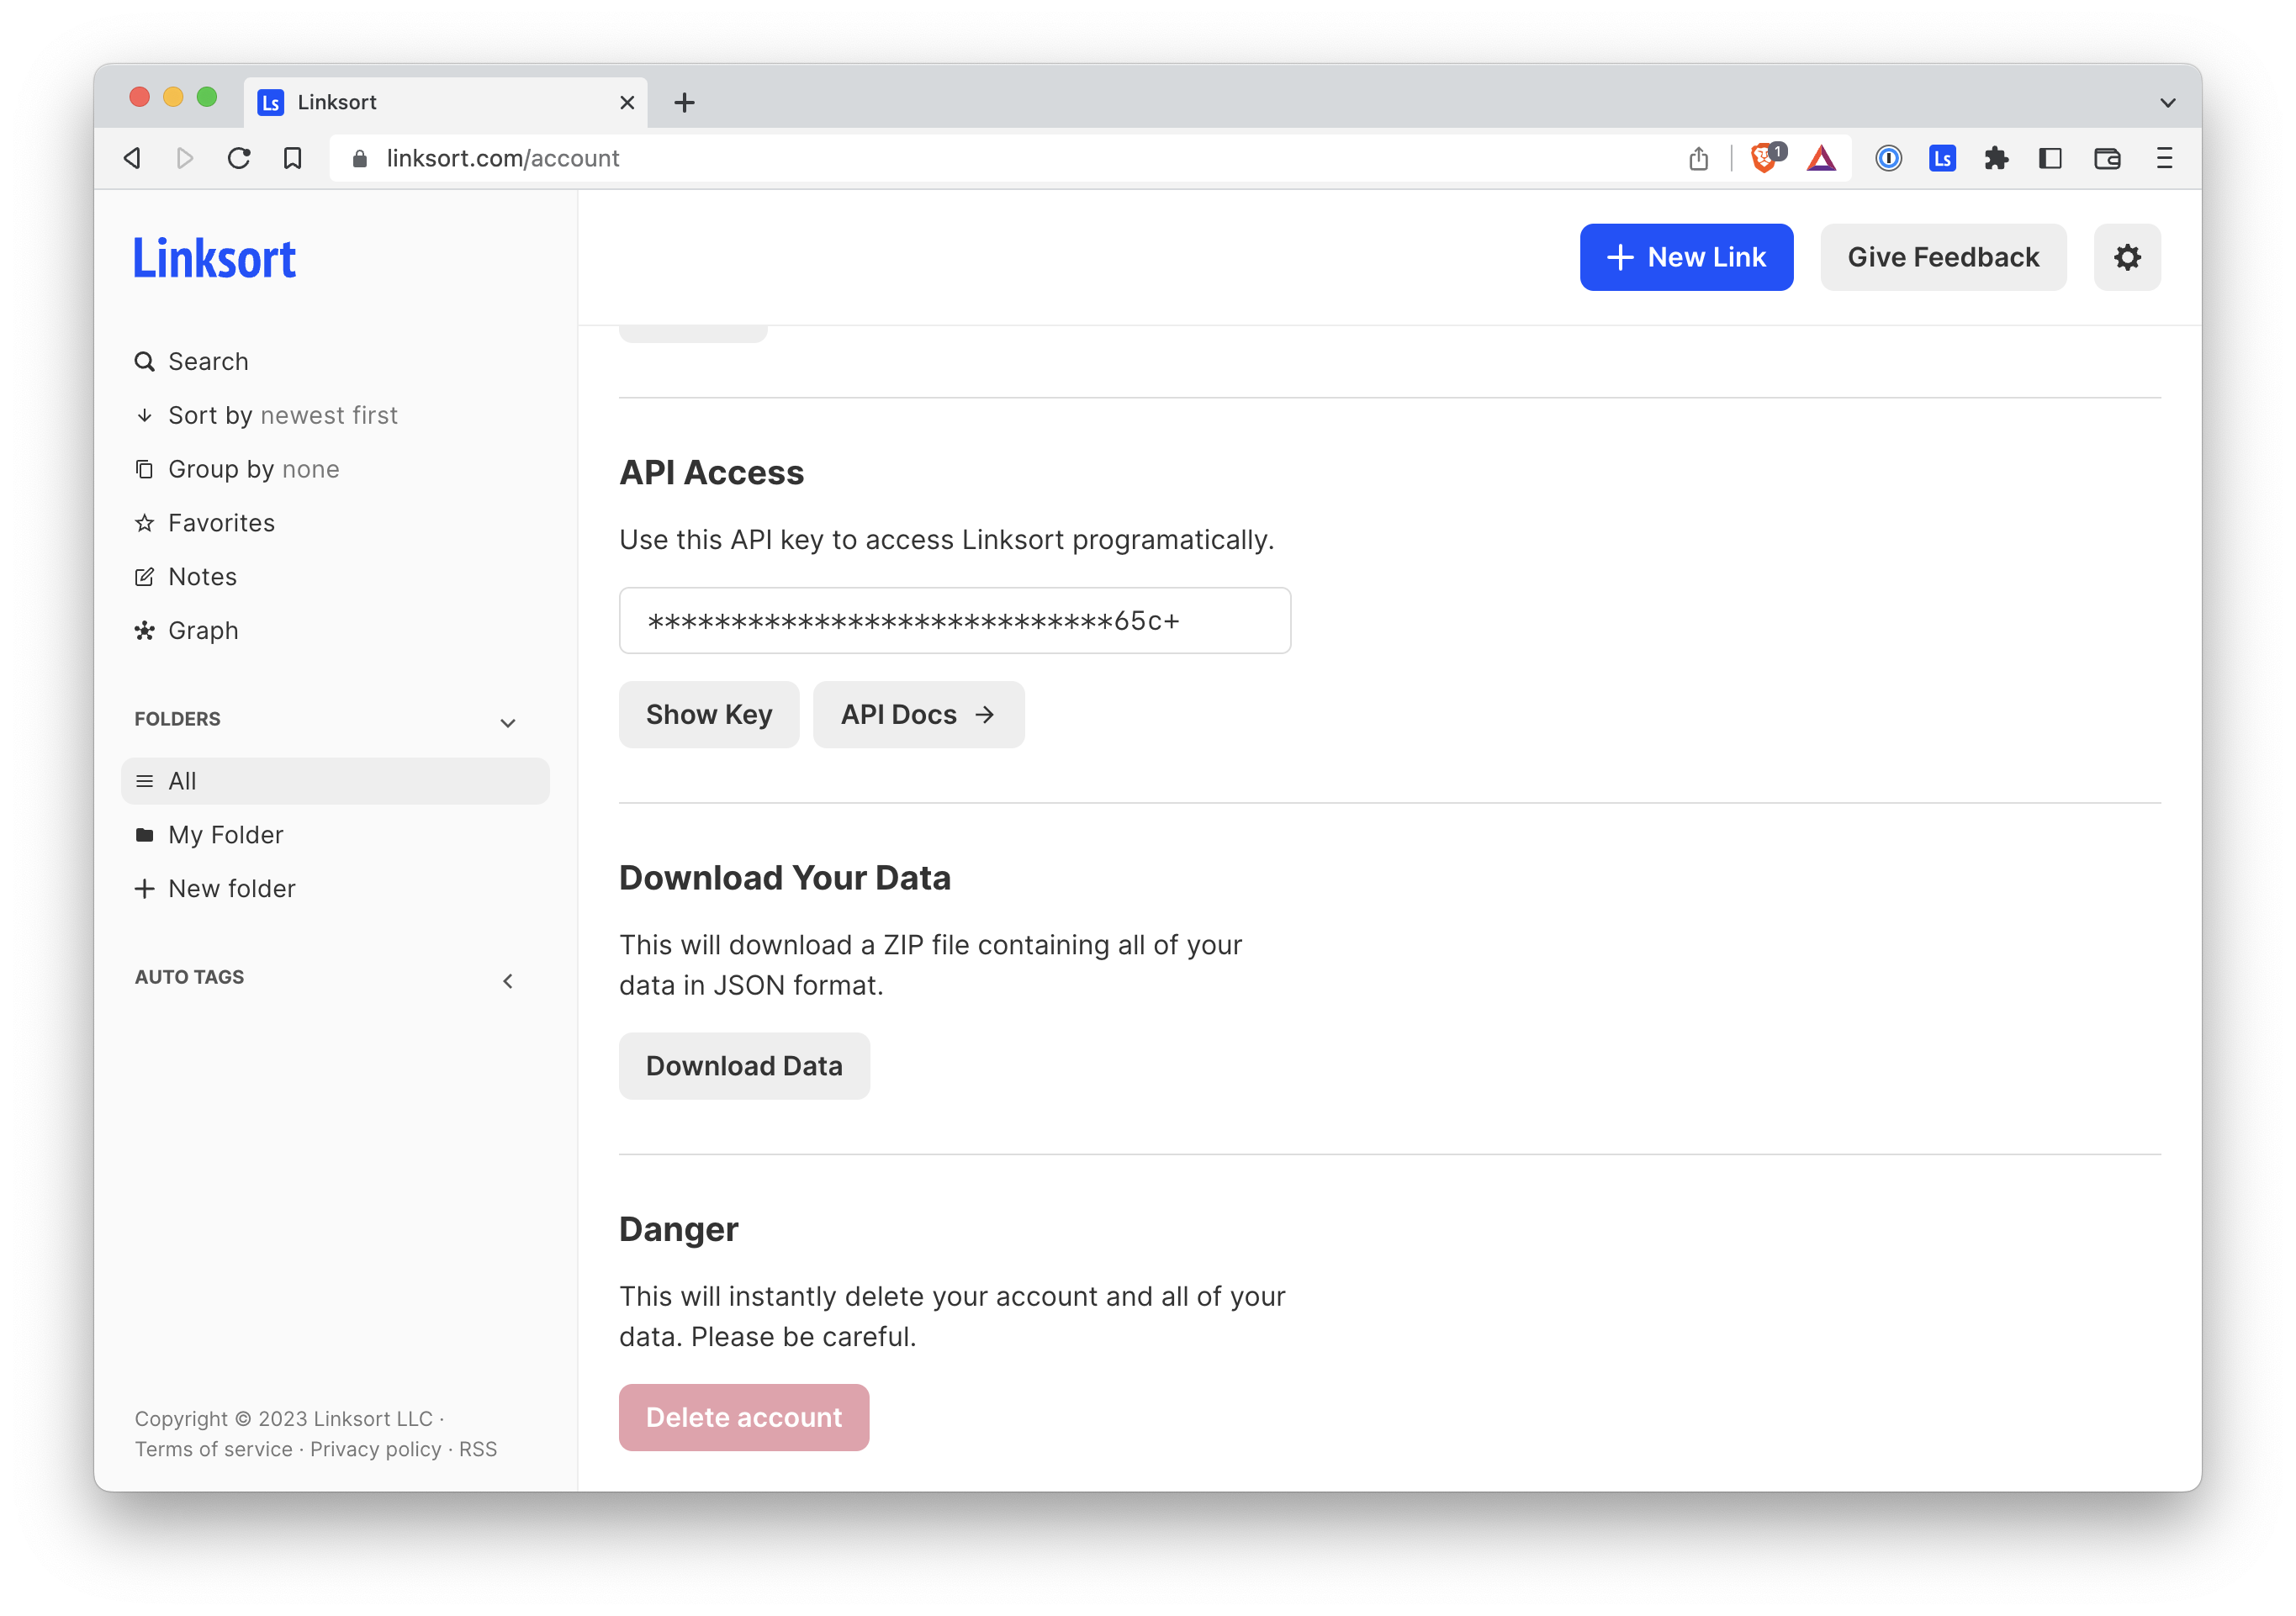 Ls Linksort
linksort.com/account
1
Ls
Linksort
+ New Link
Give Feedback
Search
Sort by newest first
Group by none
Favorites
Notes
Graph
FOLDERS
All
My Folder
New folder
AUTO TAGS
Copyright © 2023 Linksort LLC ·
Terms of service · Privacy policy · RSS
API Access
Use this API key to access Linksort programatically.
****************************65c+
Show Key
API Docs →
Download Your Data
This will download a ZIP file containing all of your
data in JSON format.
Download Data
Danger
This will instantly delete your account and all of your
data. Please be careful.
Delete account